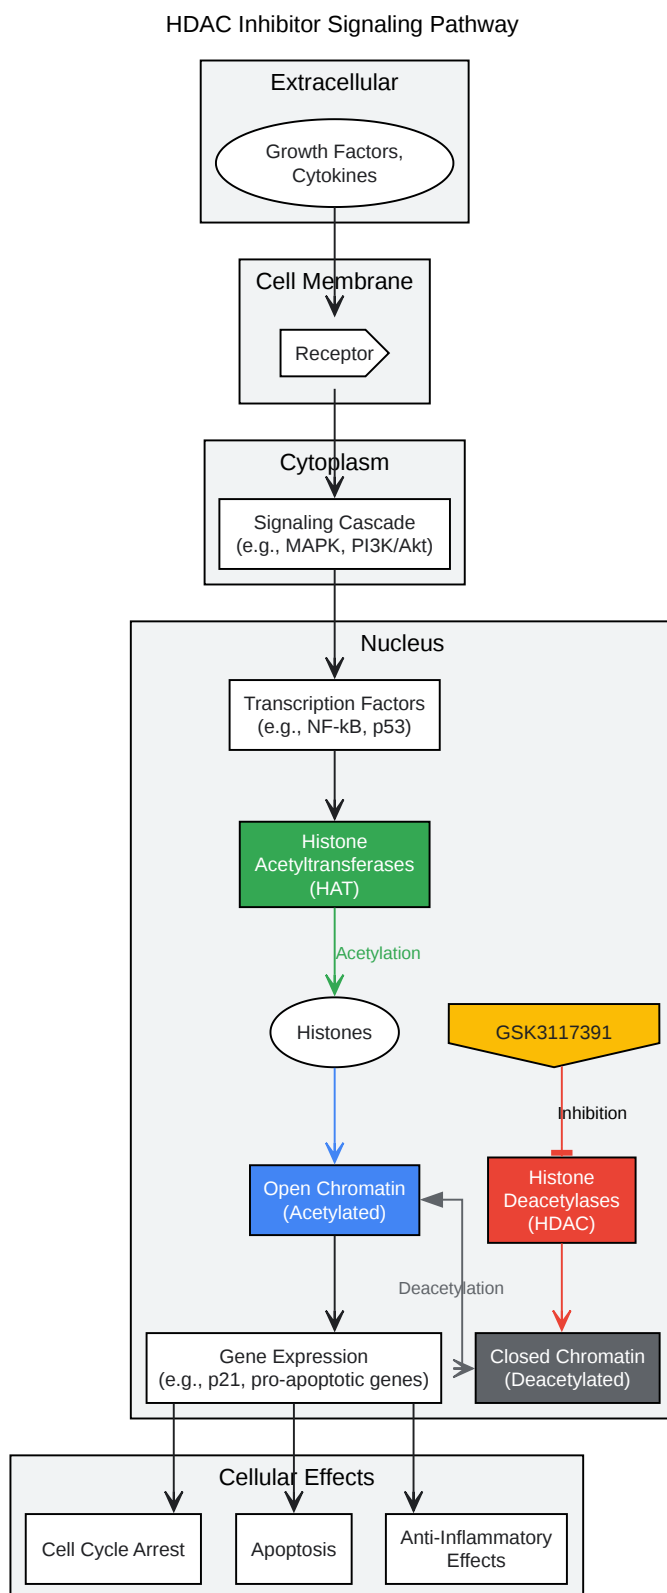 HDAC Inhibitor Signaling Pathway
Extracellular
Growth Factors,
Cytokines
Cell Membrane
Receptor
Cytoplasm
Signaling Cascade
(e.g., MAPK, PI3K/Akt)
Nucleus
Transcription Factors
(e.g., NF-kB, p53)
Histone
Acetyltransferases
(HAT)
Acetylation
Histones
GSK3117391
Inhibition
Open Chromatin
(Acetylated)
Histone
Deacetylases
(HDAC)
Deacetylation
Gene Expression
(e.g., p21, pro-apoptotic genes)
Closed Chromatin
(Deacetylated)
Cellular Effects
Cell Cycle Arrest
Apoptosis
Anti-Inflammatory
Effects